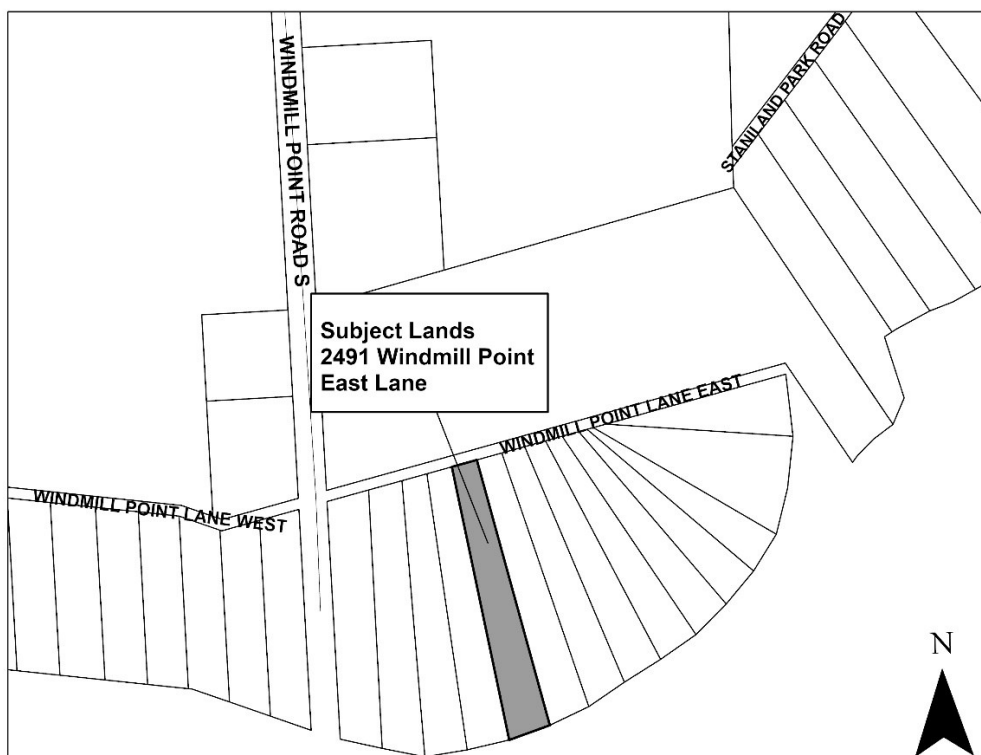 WINDMILL POINT ROAD S
STANILAND PARK ROAD
Subject Lands
2491 Windmill Point
East Lane
WINDMILL POINT LANE EAST
WINDMILL POINT LANE WEST
N